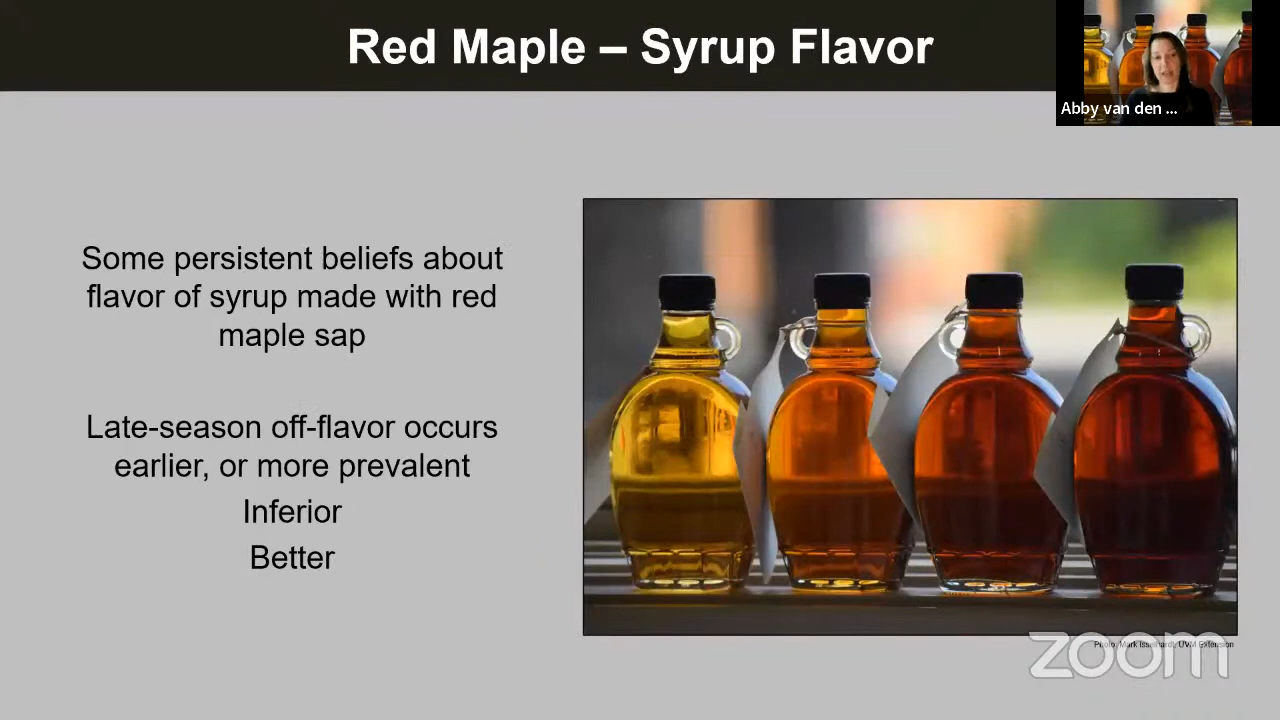 Red Maple – Syrup Flavor
Abby van den ...
Some persistent beliefs about
flavor of syrup made with red
maple sap
Late-season off-flavor occurs
earlier, or more prevalent
Inferior
Better
Photo: Mark Isselhardt, UVM Extension
zoom